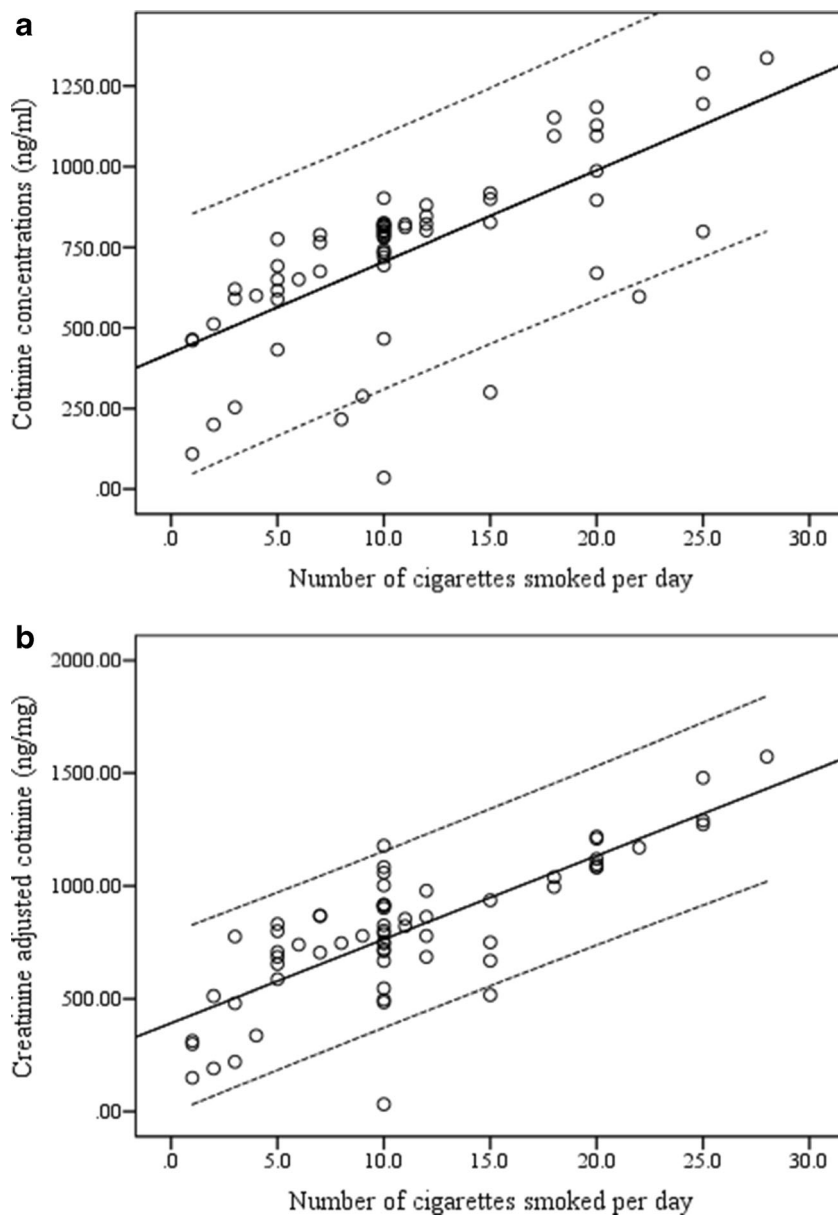 a
Cotinine concentrations (ng/ml)
1250.00
1000.00
750.00
500.00
250.00
.00
.0 5.0 10.0 15.0 20.0 25.0 30.0
Number of cigarettes smoked per day
b
Creatinine adjusted cotinine (ng/mg)
2000.00
1500.00
1000.00
500.00
.00
.0 5.0 10.0 15.0 20.0 25.0 30.0
Number of cigarettes smoked per day